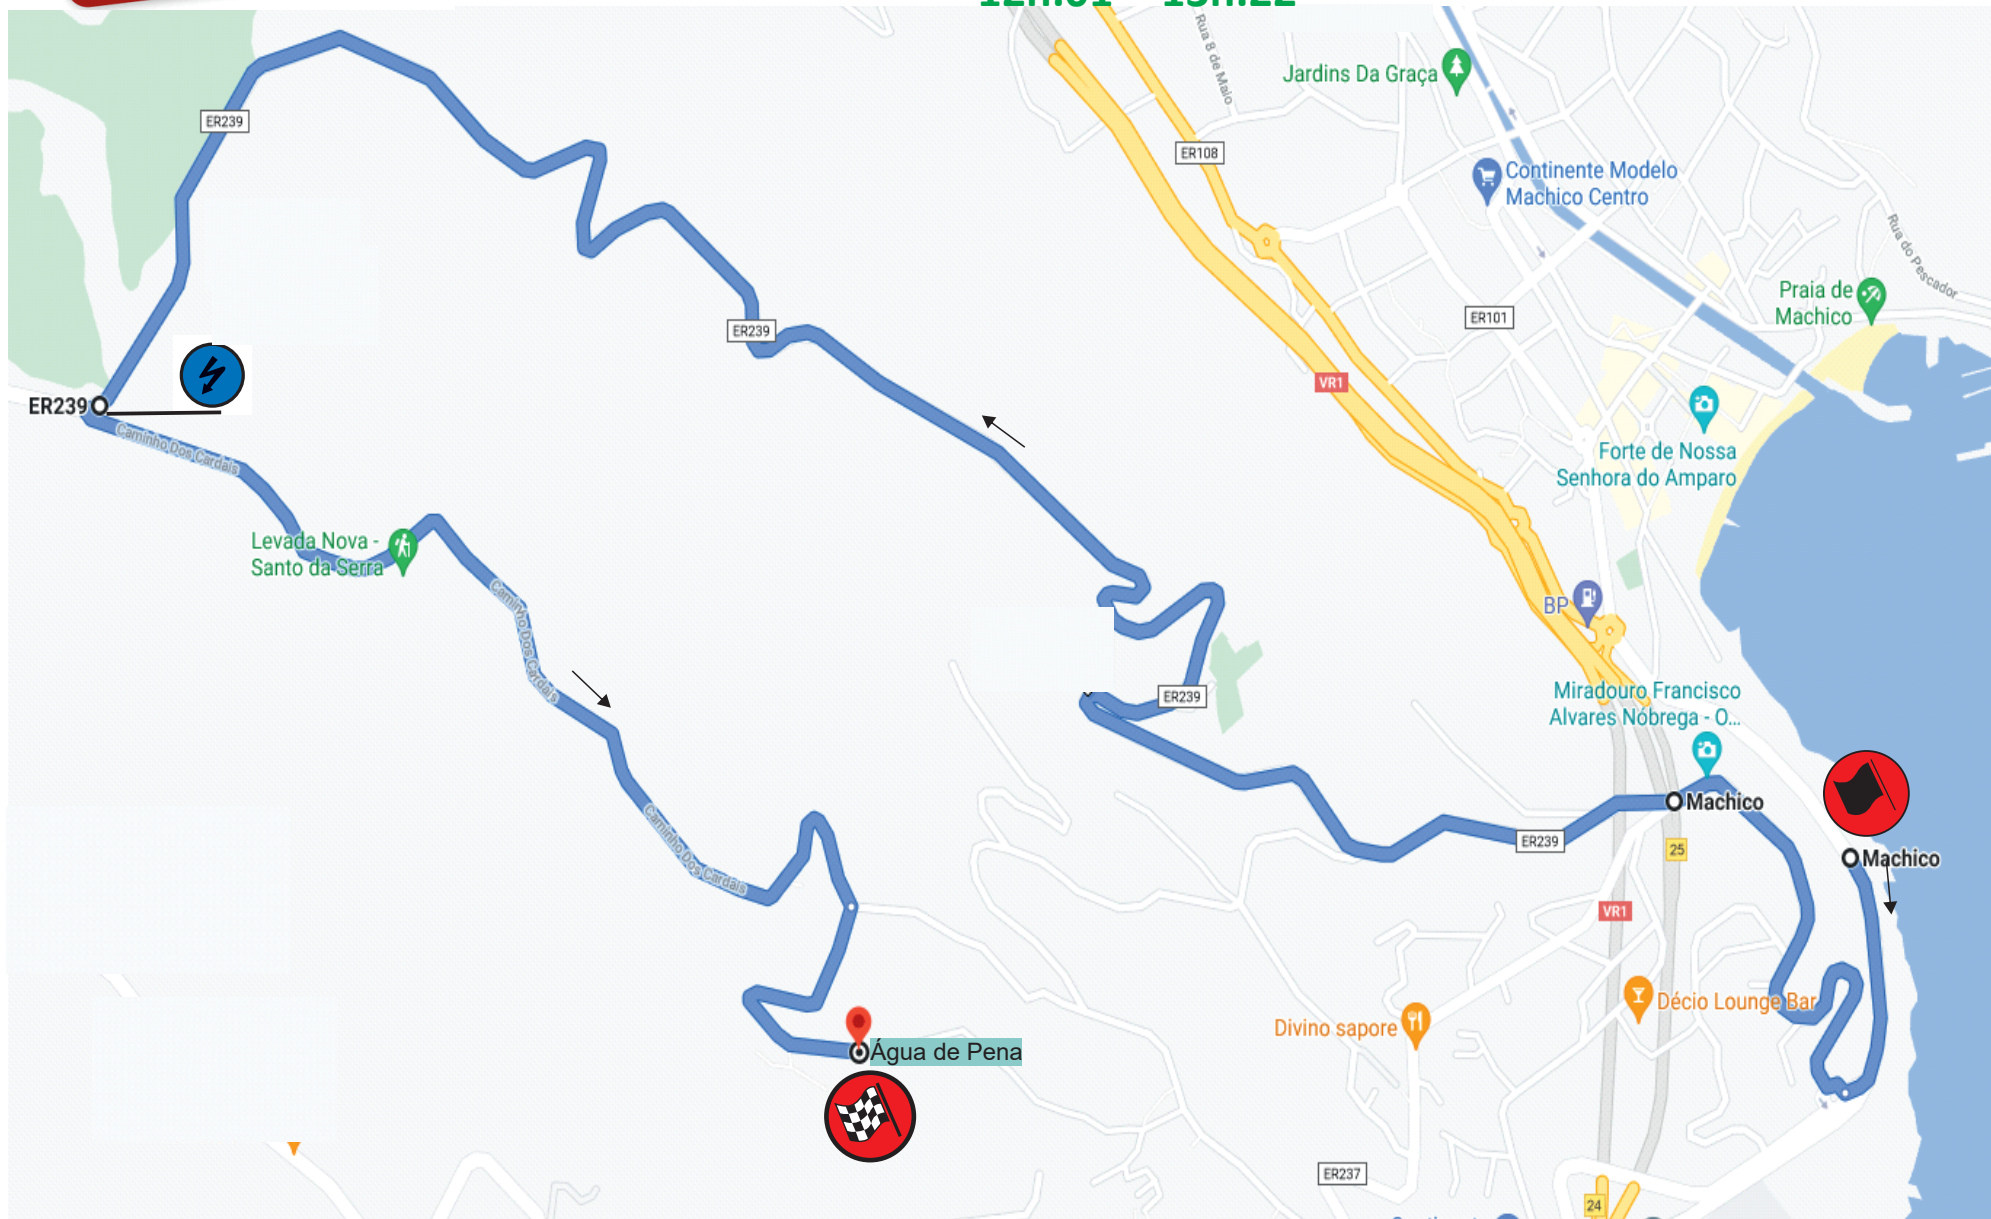 Rua 8 de Maio
Jardins Da Graça
ER239
ER108
Continente Modelo
Machico Centro
Rua do Pescador
Praia de
Machico
ER101
ER239
VR1
ER239
Caminho Dos Cardais
Forte de Nossa
Senhora do Amparo
Levada Nova -
Santo da Serra
Caminho Dos Cardais
BP
ER239
Miradouro Francisco
Alvares Nóbrega - O...
Machico
ER239
25
Machico
Caminho Dos Cardais
VR1
Décio Lounge Bar
Divino sapore
Água de Pena
ER237
24